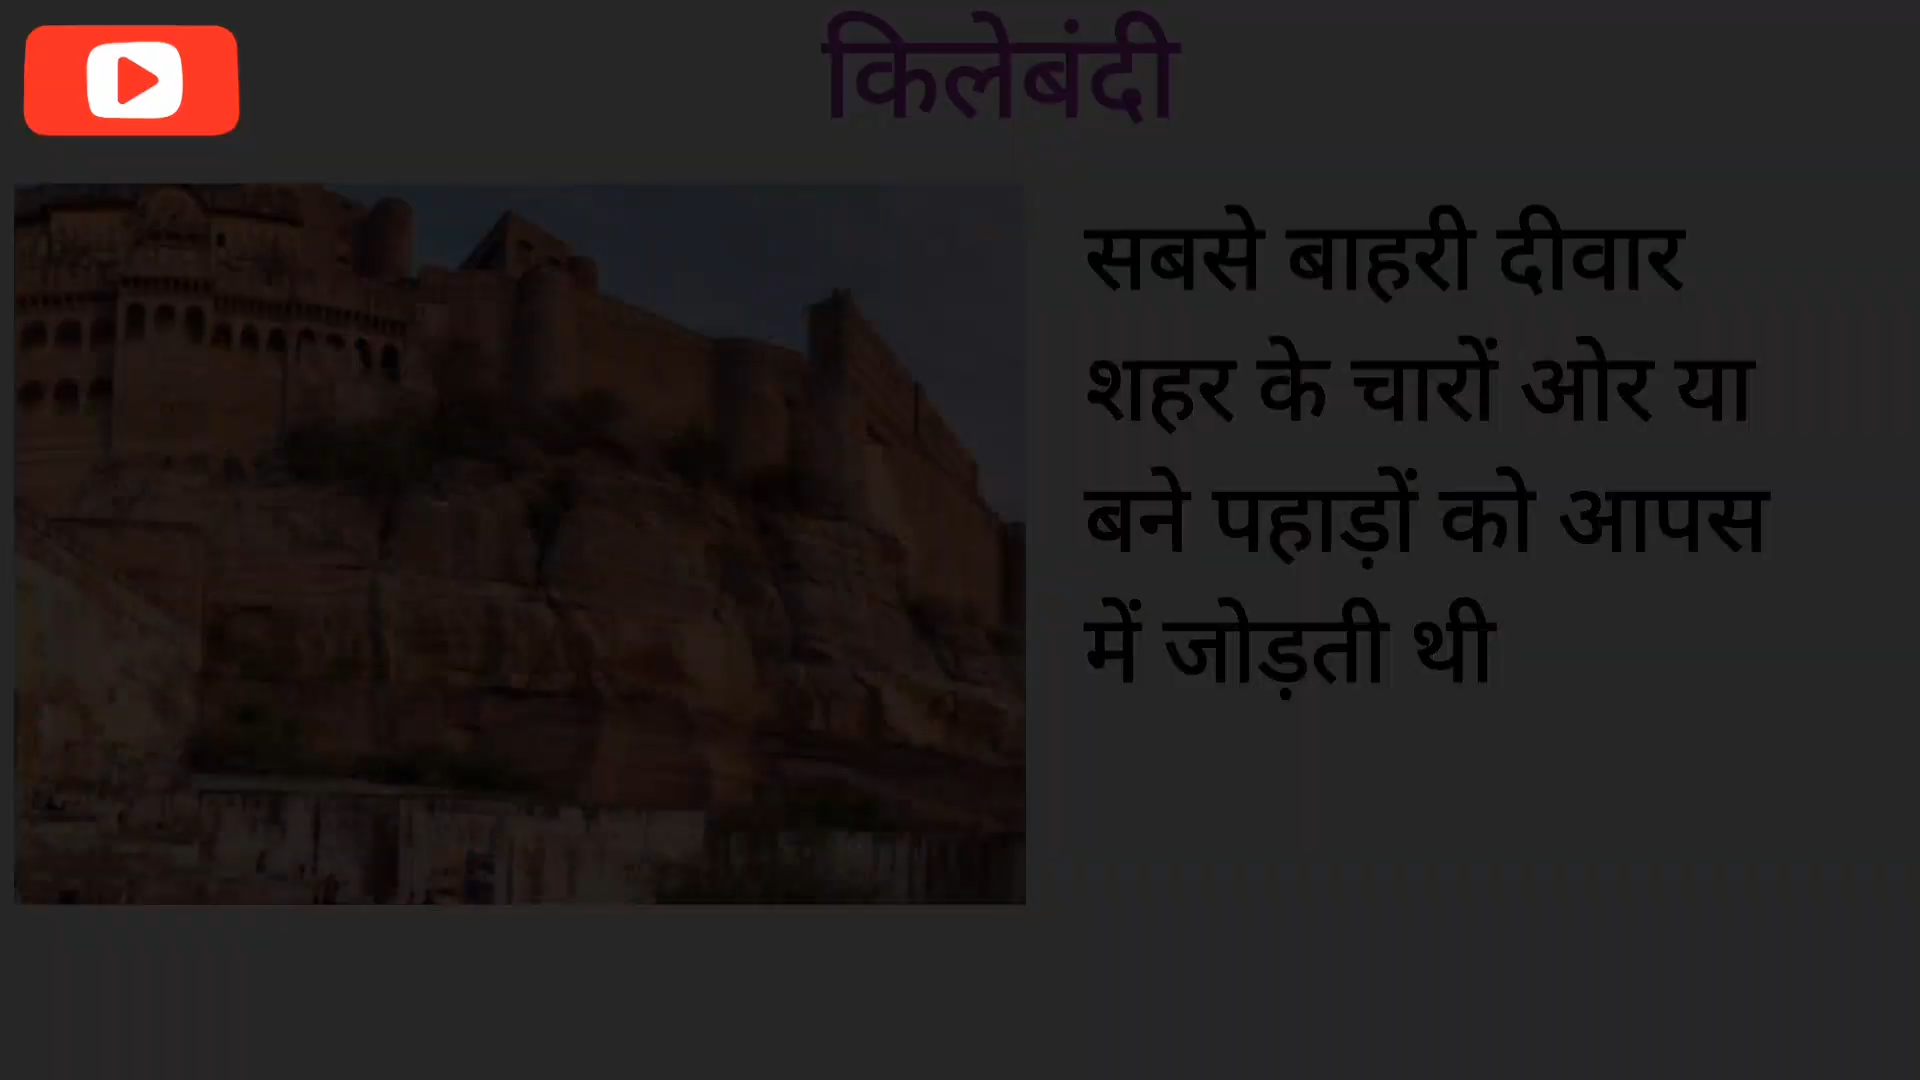 किलेबंदी
सबसे बाहरी दीवार
शहर के चारों ओर या
बने पहाड़ों को आपस
में जोड़ती थी